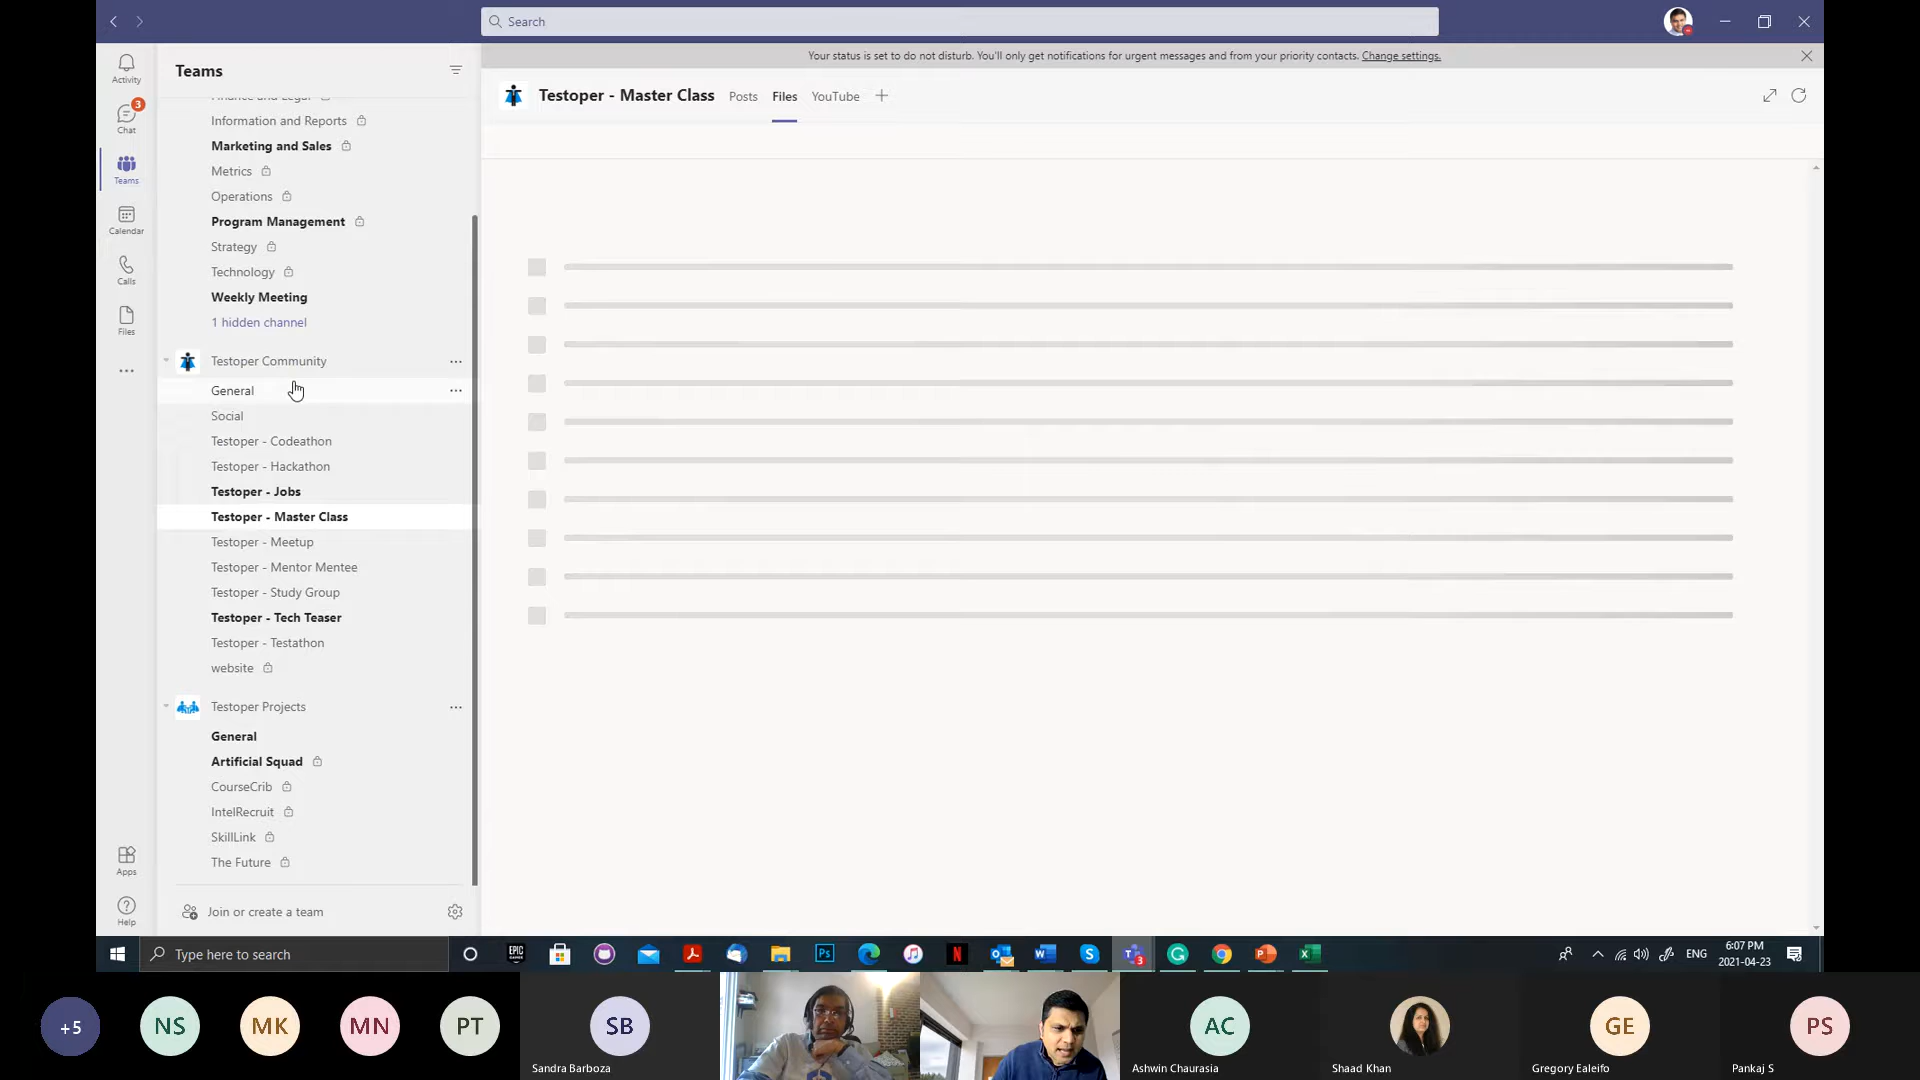 Search
Your status is set to do not disturb. You'll only get notifications for urgent messages and from your priority contacts. Change settings.
Activity
3
Chat
Teams
Calendar
Calls
Files
Apps
Help
Teams
Finance and Legal
Information and Reports
Marketing and Sales
Metrics
Operations
Program Management
Strategy
Technology
Weekly Meeting
1 hidden channel
Testoper Community
General
Social
Testoper - Codeathon
Testoper - Hackathon
Testoper - Jobs
Testoper - Master Class
Testoper - Meetup
Testoper - Mentor Mentee
Testoper - Study Group
Testoper - Tech Teaser
Testoper - Testathon
website
Testoper Projects
General
Artificial Squad
CourseCrib
IntelRecruit
SkillLink
The Future
Join or create a team
Testoper - Master Class Posts Files YouTube
Type here to search
EPIC
Ps
N
ENG
6:07 PM
2021-04-23
+5
NS
MK
MN
PT
SB
Sandra Barboza
AC
Ashwin Chaurasia
Shaad Khan
GE
Gregory Ealeifo
PS
Pankaj S